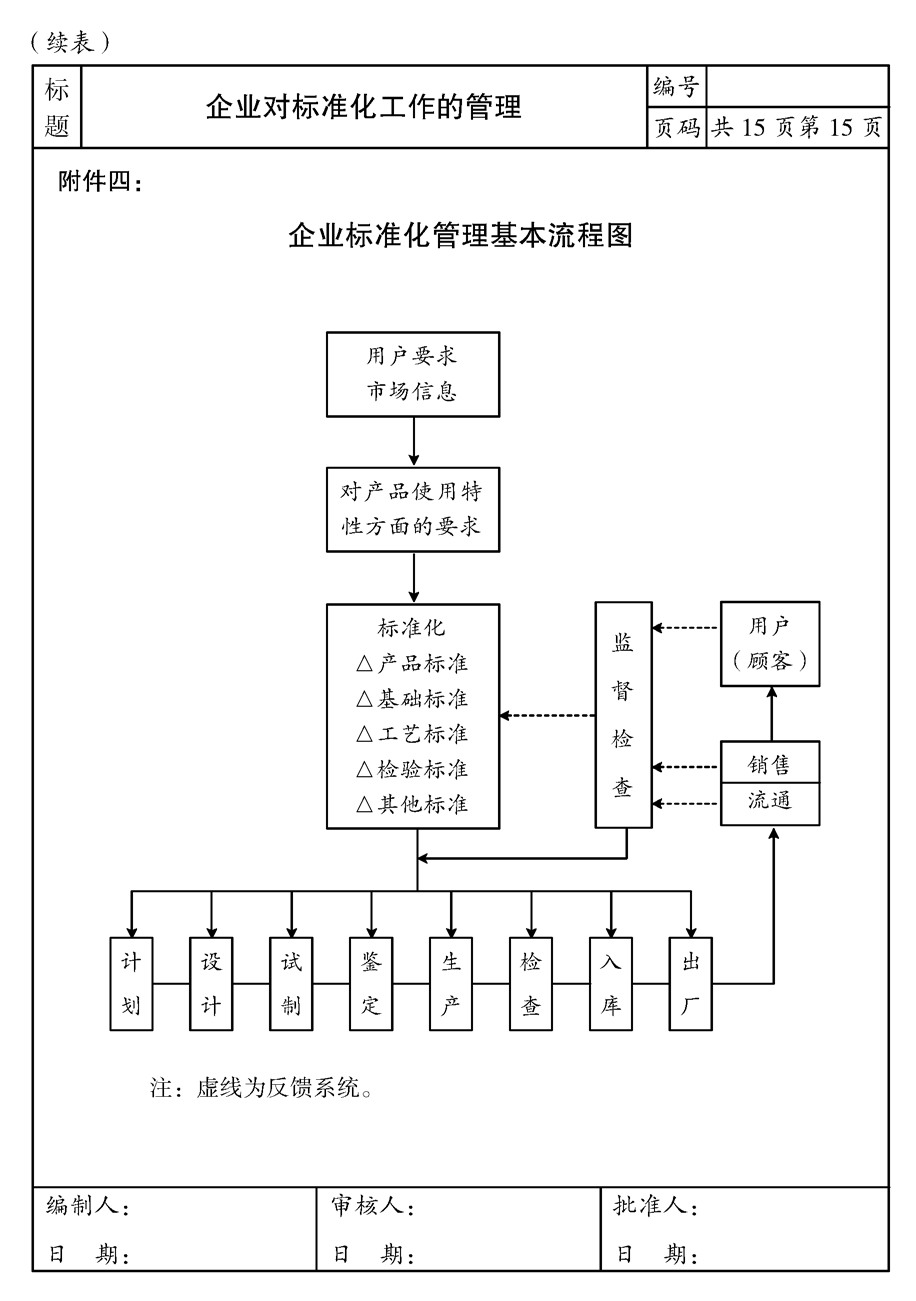 （续表）
标题
企业对标准化工作的管理
编号
页码
共 15 页第 15 页
附件四：
企业标准化管理基本流程图
用户要求
市场信息
对产品使用特
性方面的要求
标准化
△产品标准
△基础标准
△工艺标准
△检验标准
△其他标准
监督检查
用户
（顾客）
销售
流通
计划
设计
试制
鉴定
生产
检查
入库
出厂
注：虚线为反馈系统。
编制人：
日　期：
审核人：
日　期：
批准人：
日　期：